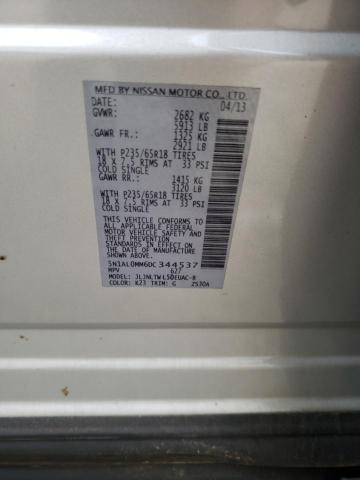 MFD BY NISSAN MOTOR CO., LTD.
DATE: 04/13
GVWR: 2682 KG
5913 LB
GAWR FR.: 1325 KG
2921 LB
WITH P235/65R18 TIRES
18 X 7.5 RIMS AT 33 PSI
COLD SINGLE
GAWR RR.: 1415 KG
3120 LB
WITH P235/65R18 TIRES
18 X 7.5 RIMS AT 33 PSI
COLD SINGLE
THIS VEHICLE CONFORMS TO
ALL APPLICABLE FEDERAL
MOTOR VEHICLE SAFETY AND
THEFT PREVENTION
STANDARDS IN EFFECT ON
THE DATE OF MANUFACTURE
SHOWN ABOVE.
5N1AL0MM6DC344537
MPV 627
MODEL: JLJNLTWL50EUAC-R
COLOR: K23 TRIM: G 2530A